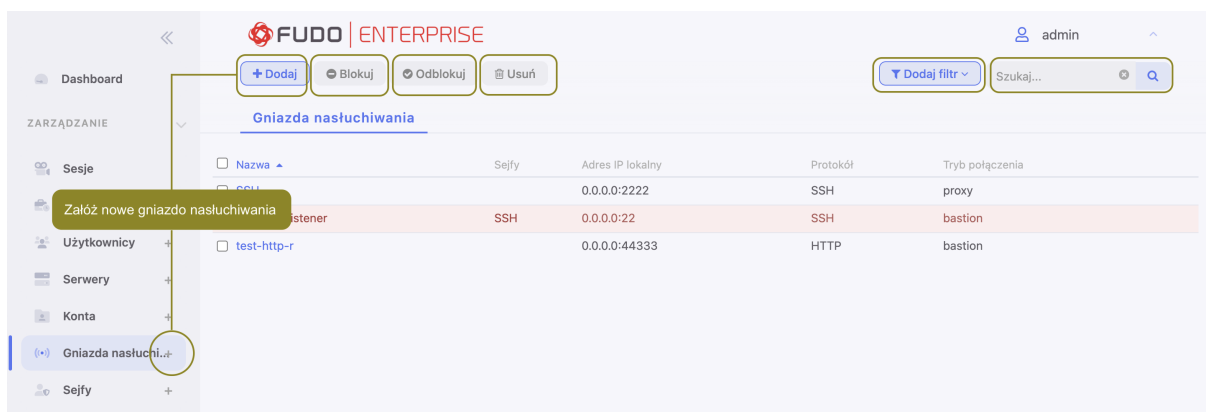 FUDO ENTERPRISE
admin
+ Dodaj Blokuj Odblokuj Usuń Dodaj filtr Szukaj...
Dashboard
Gniazda nasłuchiwania
ZARZĄDZANIE
Nazwa Sejfy Adres IP lokalny Protokół Tryb połączenia
Sesje
SSH 0.0.0.0:2222 SSH proxy
Załóż nowe gniazdo nasłuchiwania
istener SSH 0.0.0.0:22 SSH bastion
Użytkownicy +
test-http-r 0.0.0.0:44333 HTTP bastion
Serwery +
Konta +
Gniazda nasłuchi...+
Sejfy +